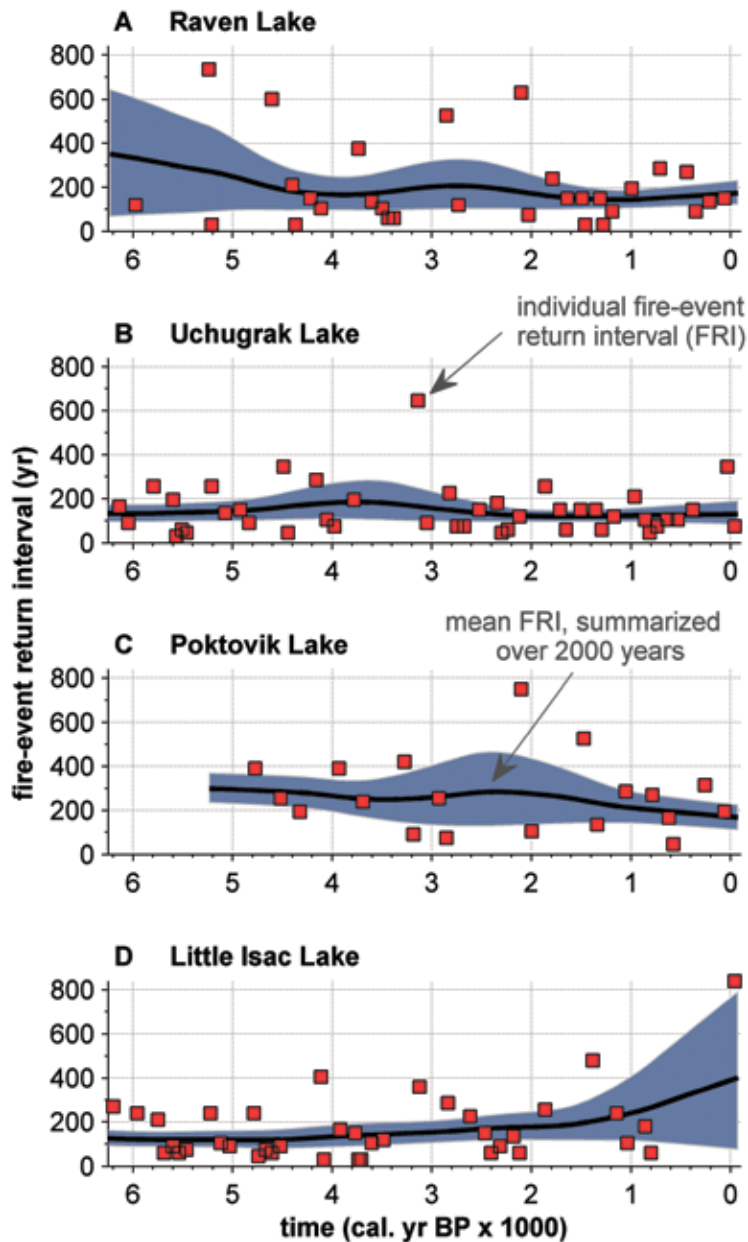 A Raven Lake
800
600
400
200
0
6 5 4 3 2 1 0
B Uchugrak Lake
individual fire-event
return interval (FRI)
800
600
400
200
0
6 5 4 3 2 1 0
fire-event return interval (yr)
C Poktovik Lake
mean FRI, summarized
over 2000 years
800
600
400
200
0
6 5 4 3 2 1 0
D Little Isac Lake
800
600
400
200
0
6 5 4 3 2 1 0
time (cal. yr BP x 1000)